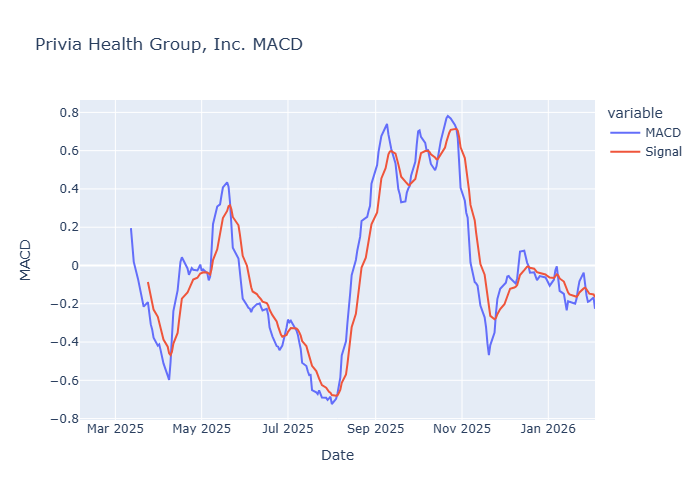 Privia Health Group, Inc. MACD
variable
MACD
Signal
MACD
0.8
0.6
0.4
0.2
0
−0.2
−0.4
−0.6
−0.8
Mar 2025
May 2025
Jul 2025
Sep 2025
Nov 2025
Jan 2026
Date